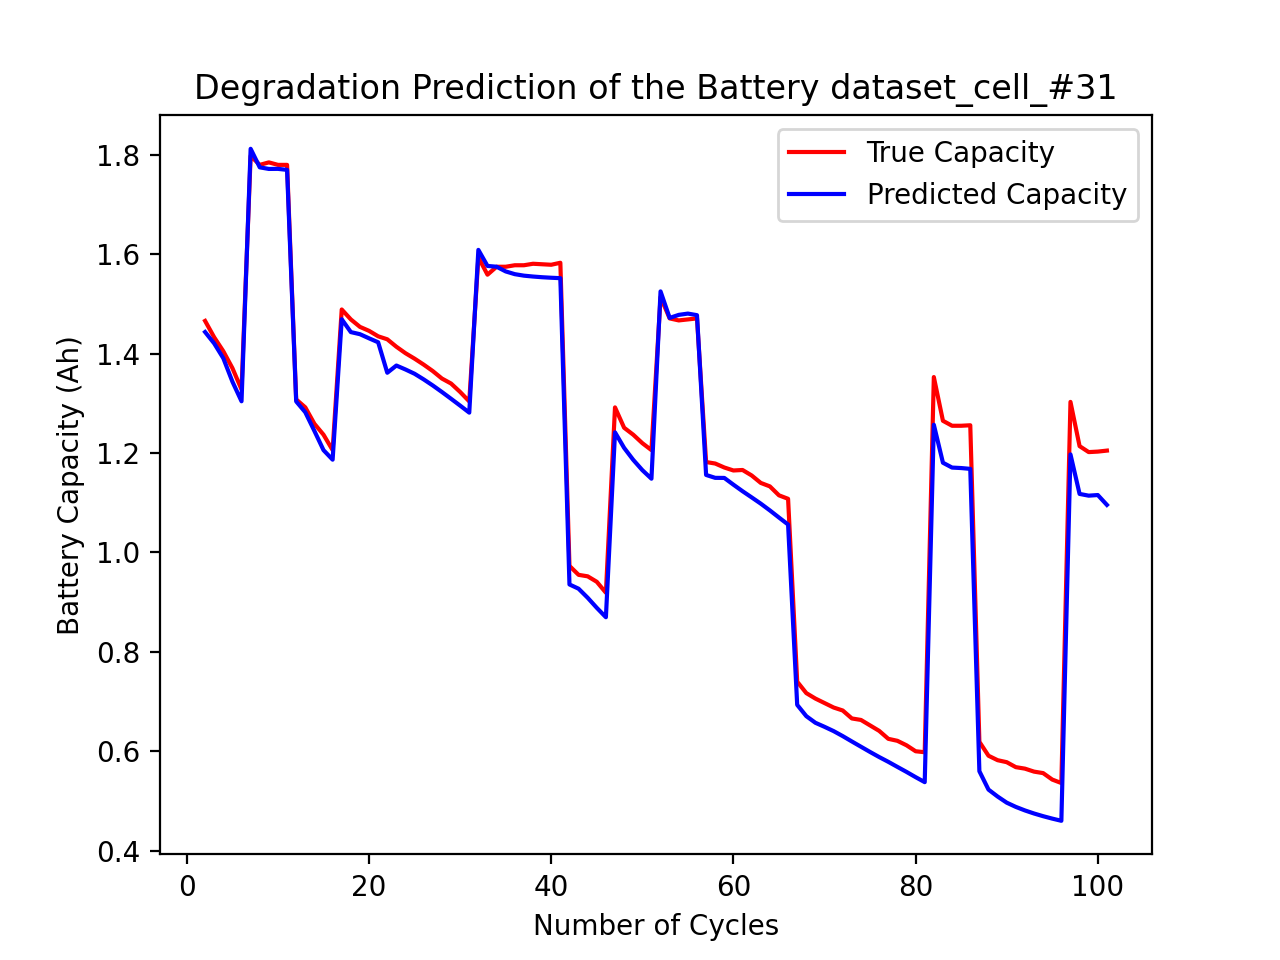 Degradation Prediction of the Battery dataset_cell_#31
True Capacity
Predicted Capacity
Battery Capacity (Ah)
1.8
1.6
1.4
1.2
1.0
0.8
0.6
0.4
0
20
40
60
80
100
Number of Cycles